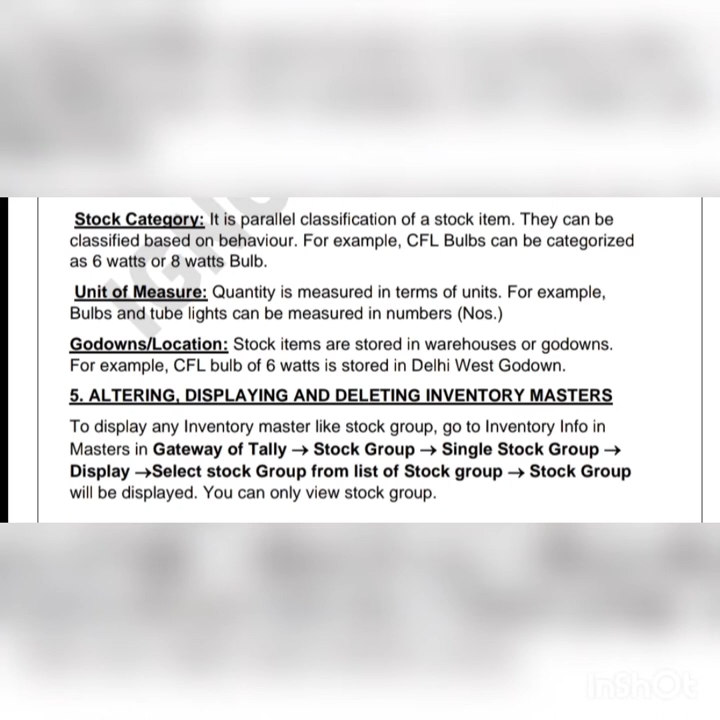 Stock Category: It is parallel classification of a stock item. They can be
classified based on behaviour. For example, CFL Bulbs can be categorized
as 6 watts or 8 watts Bulb.
Unit of Measure: Quantity is measured in terms of units. For example,
Bulbs and tube lights can be measured in numbers (Nos.)
Godowns/Location: Stock items are stored in warehouses or godowns.
For example, CFL bulb of 6 watts is stored in Delhi West Godown.
5. ALTERING, DISPLAYING AND DELETING INVENTORY MASTERS
To display any Inventory master like stock group, go to Inventory Info in
Masters in Gateway of Tally → Stock Group → Single Stock Group →
Display →Select stock Group from list of Stock group → Stock Group
will be displayed. You can only view stock group.
InShOt